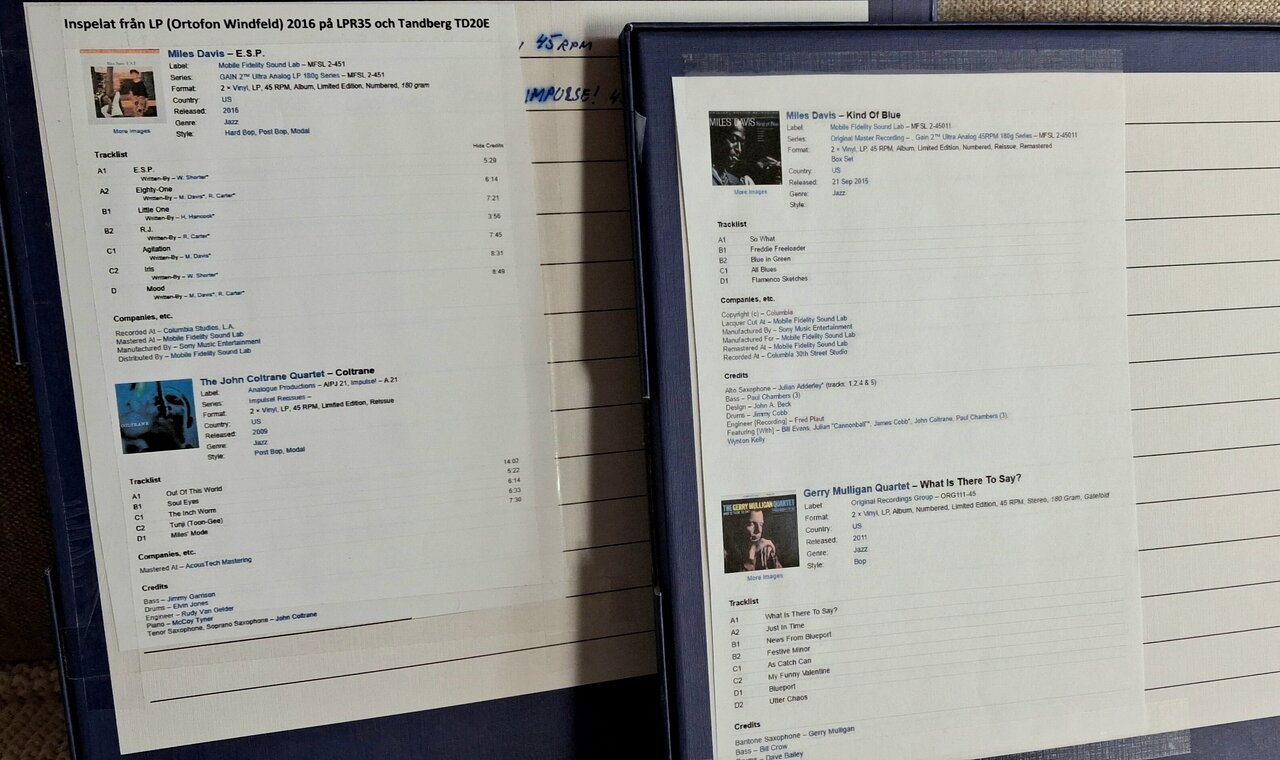 Inspelat från LP (Ortofon Windfeld) 2016 på LPR35 och Tandberg TD20E
45 RPM
IMPULSE!
Miles Davis – E.S.P.
Label: Mobile Fidelity Sound Lab – MFSL 2-451
Series: GAIN 2™ Ultra Analog LP 180g Series – MFSL 2-451
Format: 2 × Vinyl, LP, 45 RPM, Album, Limited Edition, Numbered, 180 gram
Country: US
Released: 2016
Genre: Jazz
Style: Hard Bop, Post Bop, Modal
More images
Tracklist
Hide Credits
A1 E.S.P. 5:29
Written-By – W. Shorter*
A2 Eighty-One 6:14
Written-By – M. Davis*, R. Carter*
B1 Little One 7:21
Written-By – H. Hancock*
B2 R.J. 3:56
Written-By – R. Carter*
C1 Agitation 7:45
Written-By – M. Davis*
C2 Iris 8:31
Written-By – W. Shorter*
D Mood 8:49
Written-By – M. Davis*, R. Carter*
Companies, etc.
Recorded At – Columbia Studios, L.A.
Mastered At – Mobile Fidelity Sound Lab
Manufactured By – Sony Music Entertainment
Distributed By – Mobile Fidelity Sound Lab
The John Coltrane Quartet – Coltrane
Label: Analogue Productions – AIPJ 21, Impulse! – A.21
Series: Impulse! Reissues –
Format: 2 × Vinyl, LP, 45 RPM, Limited Edition, Reissue
Country: US
Released: 2009
Genre: Jazz
Style: Post Bop, Modal
COLTRANE
Tracklist
A1 Out Of This World 14:02
B1 Soul Eyes 5:22
C1 The Inch Worm 6:14
C2 Tunji (Toon-Gee) 6:33
D1 Miles' Mode 7:30
Companies, etc.
Mastered At – AcousTech Mastering
Credits
Bass – Jimmy Garrison
Drums – Elvin Jones
Engineer – Rudy Van Gelder
Piano – McCoy Tyner
Tenor Saxophone, Soprano Saxophone – John Coltrane
MILES DAVIS Kind Of Blue
Miles Davis – Kind Of Blue
Label: Mobile Fidelity Sound Lab – MFSL 2-45011
Series: Original Master Recording – , Gain 2™ Ultra Analog 45RPM 180g Series – MFSL 2-45011
Format: 2 × Vinyl, LP, 45 RPM, Album, Limited Edition, Numbered, Reissue, Remastered
Box Set
Country: US
Released: 21 Sep 2015
Genre: Jazz
Style:
More images
Tracklist
A1 So What
B1 Freddie Freeloader
B2 Blue in Green
C1 All Blues
D1 Flamenco Sketches
Companies, etc.
Copyright (c) – Columbia
Lacquer Cut At – Mobile Fidelity Sound Lab
Manufactured By – Sony Music Entertainment
Manufactured For – Mobile Fidelity Sound Lab
Remastered At – Mobile Fidelity Sound Lab
Recorded At – Columbia 30th Street Studio
Credits
Alto Saxophone – Julian Adderley* (tracks: 1,2,4 & 5)
Bass – Paul Chambers (3)
Design – John A. Beck
Drums – Jimmy Cobb
Engineer [Recording] – Fred Plaut
Featuring [With] – Bill Evans, Julian "Cannonball"*, James Cobb*, John Coltrane, Paul Chambers (3),
Wynton Kelly
THE GERRY MULLIGAN QUARTET
Gerry Mulligan Quartet – What Is There To Say?
Label Original Recordings Group – ORG111-45
Format: 2 × Vinyl, LP, Album, Numbered, Limited Edition, 45 RPM, Stereo, 180 Gram, Gatefold
Country: US
Released: 2011
Genre: Jazz
Style: Bop
More images
Tracklist
A1 What Is There To Say?
A2 Just In Time
B1 News From Blueport
B2 Festive Minor
C1 As Catch Can
C2 My Funny Valentine
D1 Blueport
D2 Utter Chaos
Credits
Baritone Saxophone – Gerry Mulligan
Bass – Bill Crow
Drums – Dave Bailey